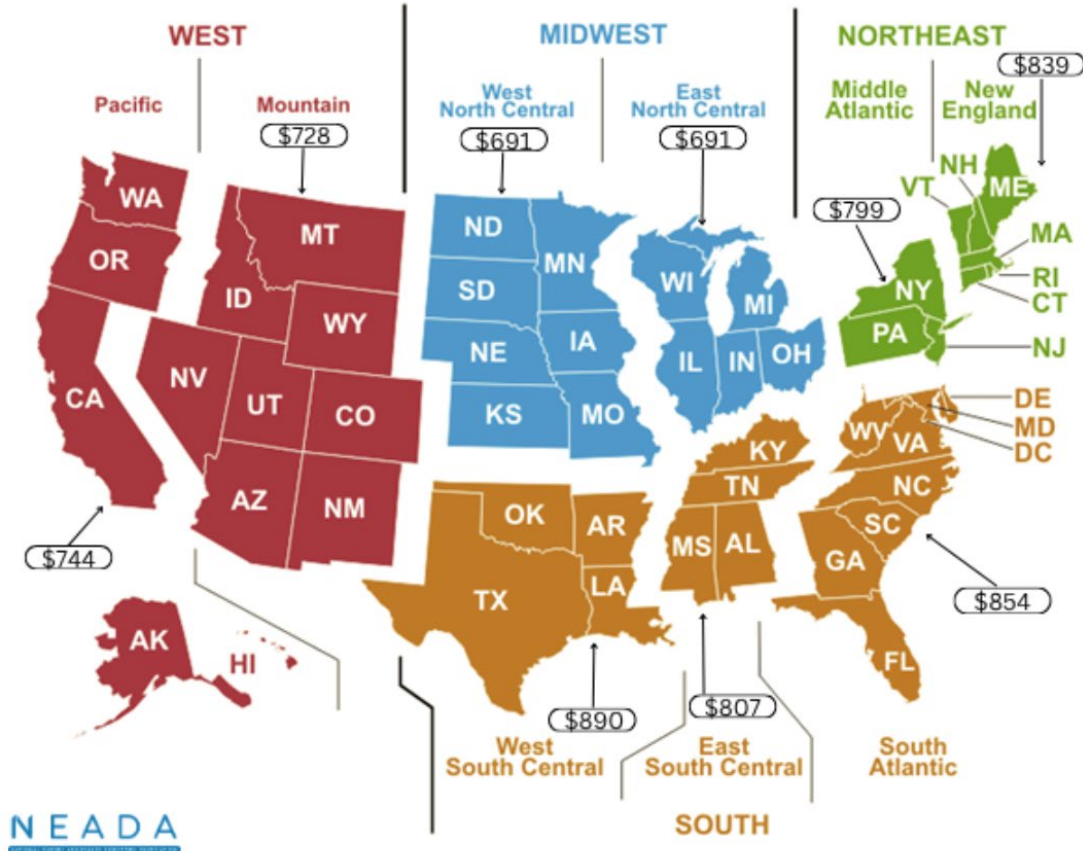 WEST
MIDWEST
NORTHEAST
$839
Pacific
Mountain
West
North Central
East
North Central
Middle
Atlantic
New
England
$728
$691
$691
$799
WA
OR
CA
MT
ID
WY
NV
UT
CO
AZ
NM
AK
HI
$744
ND
SD
NE
KS
MN
IA
MO
WI
MI
IL
IN
OH
NH
VT
ME
MA
RI
CT
NY
PA
NJ
DE
MD
DC
WV
VA
KY
TN
NC
SC
GA
FL
OK
AR
TX
LA
MS
AL
$854
$890
$807
West
South Central
East
South Central
South
Atlantic
SOUTH
NEADA